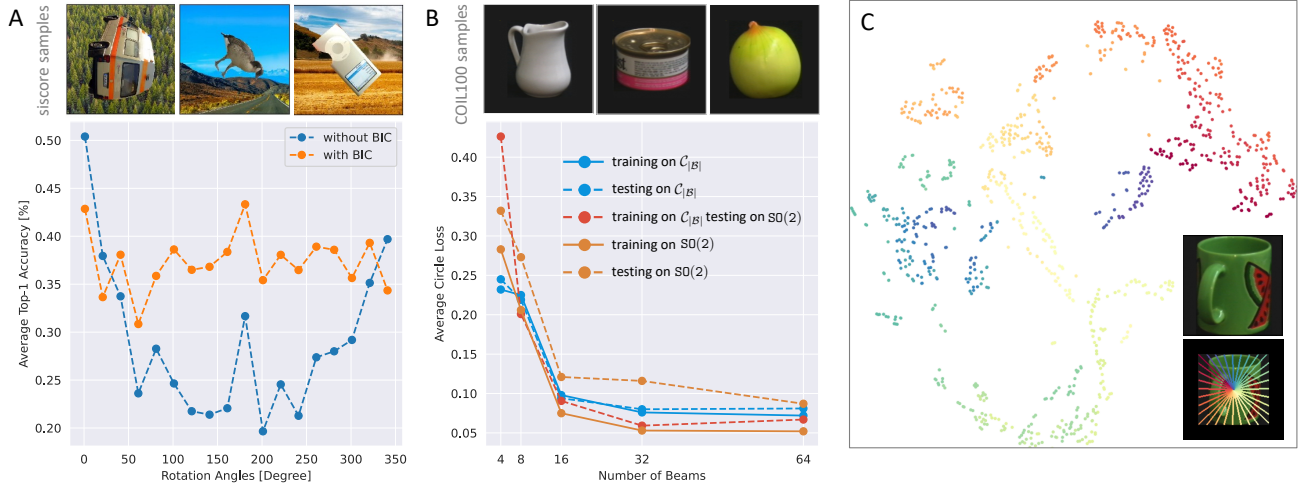 A
siscore samples
without BIC
with BIC
Average Top-1 Accuracy [%]
0.50
0.45
0.40
0.35
0.30
0.25
0.20
0 50 100 150 200 250 300 350
Rotation Angles [Degree]
B
COIL100 samples
training on 𝒞|ℬ|
testing on 𝒞|ℬ|
training on 𝒞|ℬ| testing on SO(2)
training on SO(2)
testing on SO(2)
Average Circle Loss
0.40
0.35
0.30
0.25
0.20
0.15
0.10
0.05
4 8 16 32 64
Number of Beams
C